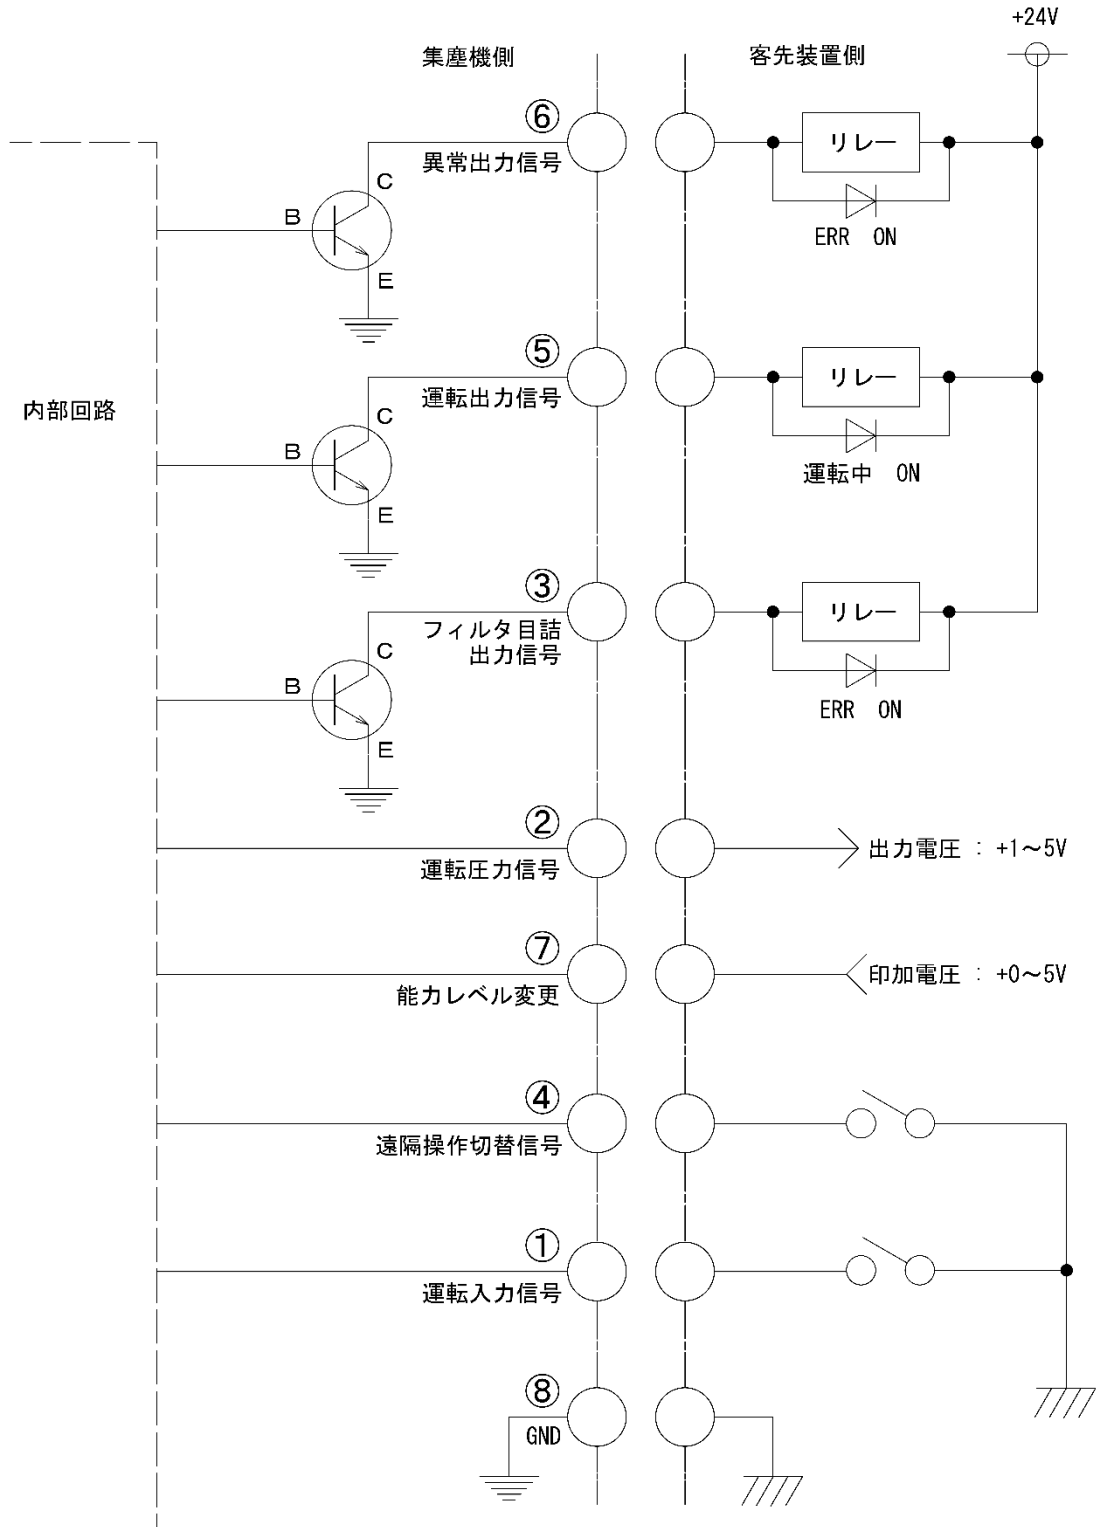 +24V
集塵機側
客先装置側
⑥
異常出力信号
リレー
C
B
E
ERR ON
⑤
運転出力信号
リレー
内部回路
C
B
E
運転中 ON
③
フィルタ目詰
出力信号
リレー
C
B
E
ERR ON
②
運転圧力信号
出力電圧 : +1～5V
⑦
能力レベル変更
印加電圧 : +0～5V
④
遠隔操作切替信号
①
運転入力信号
⑧
GND